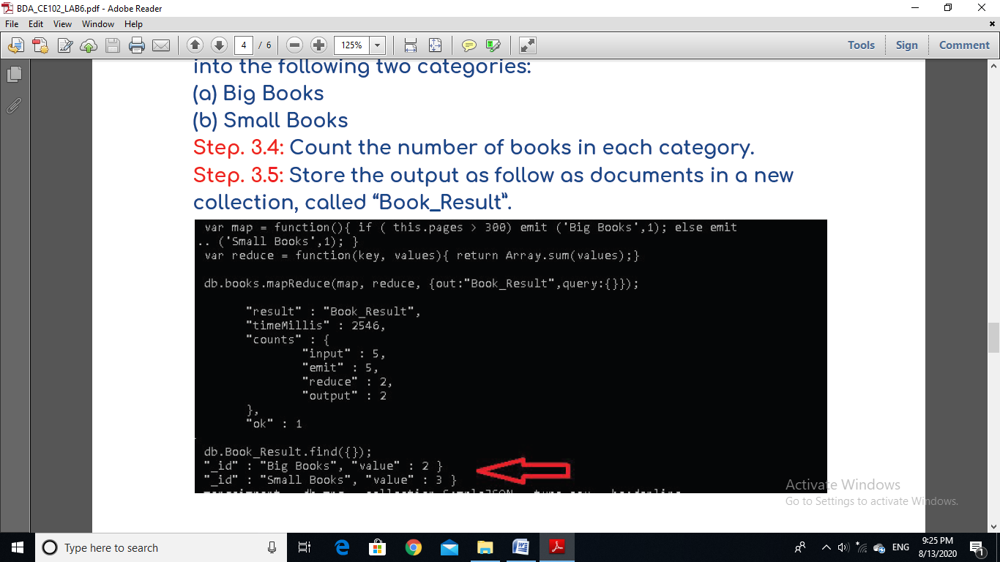 BDA_CE102_LAB6.pdf - Adobe Reader
File Edit View Window Help
4 / 6 125% Tools Sign Comment
into the following two categories:
(a) Big Books
(b) Small Books
Step. 3.4: Count the number of books in each category.
Step. 3.5: Store the output as follow as documents in a new
collection, called “Book_Result”.
var map = function(){ if ( this.pages > 300) emit ('Big Books',1); else emit
.. ('Small Books',1); }
var reduce = function(key, values){ return Array.sum(values);}
db.books.mapReduce(map, reduce, {out:"Book_Result",query:{}});
"result" : "Book_Result",
"timeMillis" : 2546,
"counts" : {
"input" : 5,
"emit" : 5,
"reduce" : 2,
"output" : 2
},
"ok" : 1
db.Book_Result.find({});
"_id" : "Big Books", "value" : 2 }
"_id" : "Small Books", "value" : 3 }
Activate Windows
Go to Settings to activate Windows.
Type here to search
ENG
9:25 PM
8/13/2020
1